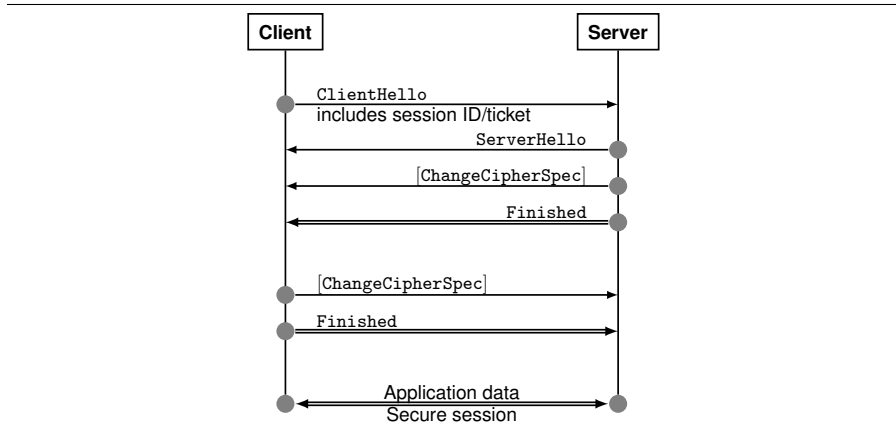 Client Server
ClientHello
includes session ID/ticket
ServerHello
[ChangeCipherSpec]
Finished
[ChangeCipherSpec]
Finished
Application data
Secure session